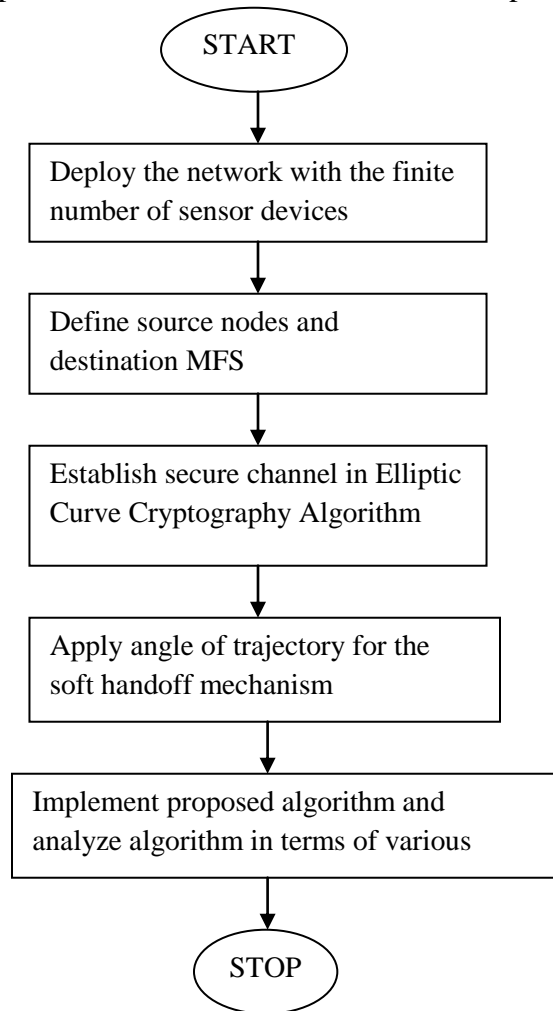 START
Deploy the network with the finite
number of sensor devices
Define source nodes and
destination MFS
Establish secure channel in Elliptic
Curve Cryptography Algorithm
Apply angle of trajectory for the
soft handoff mechanism
Implement proposed algorithm and
analyze algorithm in terms of various
STOP